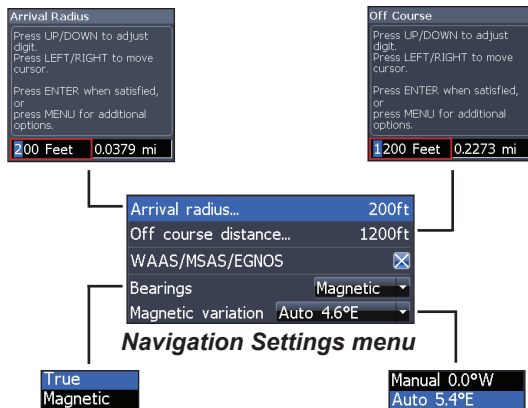 Arrival Radius
Press UP/DOWN to adjust
digit.
Press LEFT/RIGHT to move
cursor.
Press ENTER when satisfied,
or
press MENU for additional
options.
200 Feet 0.0379 mi
Off Course
Press UP/DOWN to adjust
digit.
Press LEFT/RIGHT to move
cursor.
Press ENTER when satisfied,
or
press MENU for additional
options.
1200 Feet 0.2273 mi
Arrival radius... 200ft
Off course distance... 1200ft
WAAS/MSAS/EGNOS
Bearings Magnetic
Magnetic variation Auto 4.6°E
Navigation Settings menu
True
Magnetic
Manual 0.0°W
Auto 5.4°E